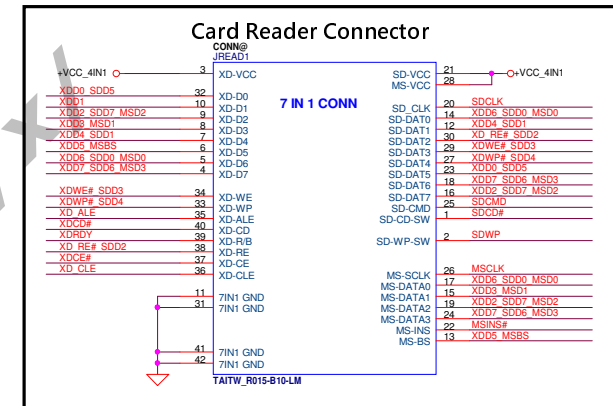 Card Reader Connector
CONN@
JREAD1
+VCC_4IN1 3 XD-VCC
XDD0_SDD5 32 XD-D0
XDD1 10 XD-D1
XDD2_SDD7_MSD2 9 XD-D2
XDD3_MSD1 8 XD-D3
XDD4_SDD1 7 XD-D4
XDD5_MSBS 6 XD-D5
XDD6_SDD0_MSD0 5 XD-D6
XDD7_SDD6_MSD3 4 XD-D7
XDWE#_SDD3 34 XD-WE
XDWP#_SDD4 33 XD-WP
XD_ALE 35 XD-ALE
XDCD# 40 XD-CD
XDRDY 39 XD-R/B
XD_RE#_SDD2 38 XD-RE
XDCE# 37 XD-CE
XD_CLE 36 XD-CLE
11 7IN1 GND
31 7IN1 GND
41 7IN1 GND
42 7IN1 GND
7 IN 1 CONN
SD-VCC 21 +VCC_4IN1
MS-VCC 28
SD_CLK 20 SDCLK
SD-DAT0 14 XDD6_SDD0_MSD0
SD-DAT1 12 XDD4_SDD1
SD-DAT2 30 XD_RE#_SDD2
SD-DAT3 29 XDWE#_SDD3
SD-DAT4 27 XDWP#_SDD4
SD-DAT5 23 XDD0_SDD5
SD-DAT6 18 XDD7_SDD6_MSD3
SD-DAT7 16 XDD2_SDD7_MSD2
SD-CMD 25 SDCMD
SD-CD-SW 1 SDCD#
SD-WP-SW 2 SDWP
MS-SCLK 26 MSCLK
MS-DATA0 17 XDD6_SDD0_MSD0
MS-DATA1 15 XDD3_MSD1
MS-DATA2 19 XDD2_SDD7_MSD2
MS-DATA3 24 XDD7_SDD6_MSD3
MS-INS 22 MSINS#
MS-BS 13 XDD5_MSBS
TAITW_R015-B10-LM